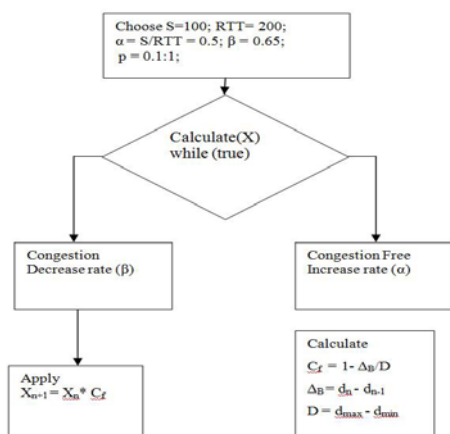 Choose S=100; RTT= 200;
α = S/RTT = 0.5; β = 0.65;
p = 0.1:1;
Calculate(X)
while (true)
Congestion
Decrease rate (β)
Congestion Free
Increase rate (α)
Apply
Xn+1 = Xn* Cf
Calculate
Cf = 1- ΔB/D
ΔB = dn - dn-1
D = dmax - dmin